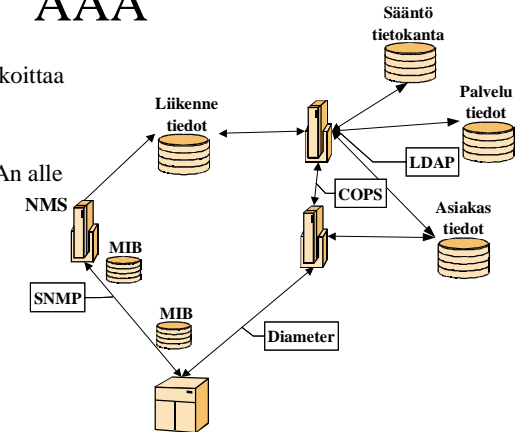 AAA
Sääntö
tietokanta
koittaa
Palvelu
tiedot
Liikenne
tiedot
LDAP
An alle
COPS
NMS
Asiakas
tiedot
MIB
SNMP
MIB
Diameter